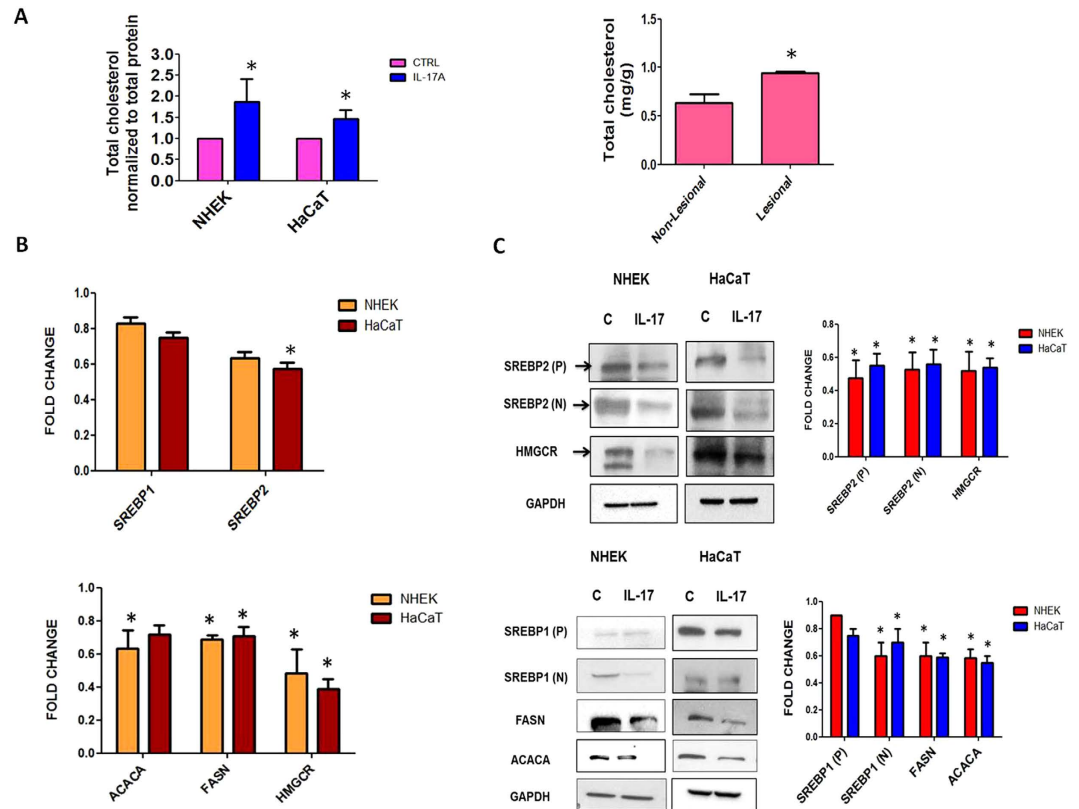 A
Total cholesterol
normalized to total protein
3.0
2.5
2.0
1.5
1.0
0.5
0.0
*
*
NHEK
HaCaT
CTRL
IL-17A
Total cholesterol
(mg/g)
1.5
1.0
0.5
0.0
*
Non-Lesional
Lesional
B
FOLD CHANGE
1.0
0.8
0.6
0.4
0.2
0.0
*
SREBP1
SREBP2
NHEK
HaCaT
FOLD CHANGE
1.0
0.8
0.6
0.4
0.2
0.0
* * * * *
ACACA
FASN
HMGCR
NHEK
HaCaT
C
NHEK HaCaT
C IL-17 C IL-17
SREBP2 (P)
SREBP2 (N)
HMGCR
GAPDH
FOLD CHANGE
0.8
0.6
0.4
0.2
0.0
* * * * * *
SREBP2 (P)
SREBP2 (N)
HMGCR
NHEK
HaCaT
NHEK HaCaT
C IL-17 C IL-17
SREBP1 (P)
SREBP1 (N)
FASN
ACACA
GAPDH
FOLD CHANGE
1.0
0.8
0.6
0.4
0.2
0.0
* * * * * *
SREBP1 (P)
SREBP1 (N)
FASN
ACACA
NHEK
HaCaT